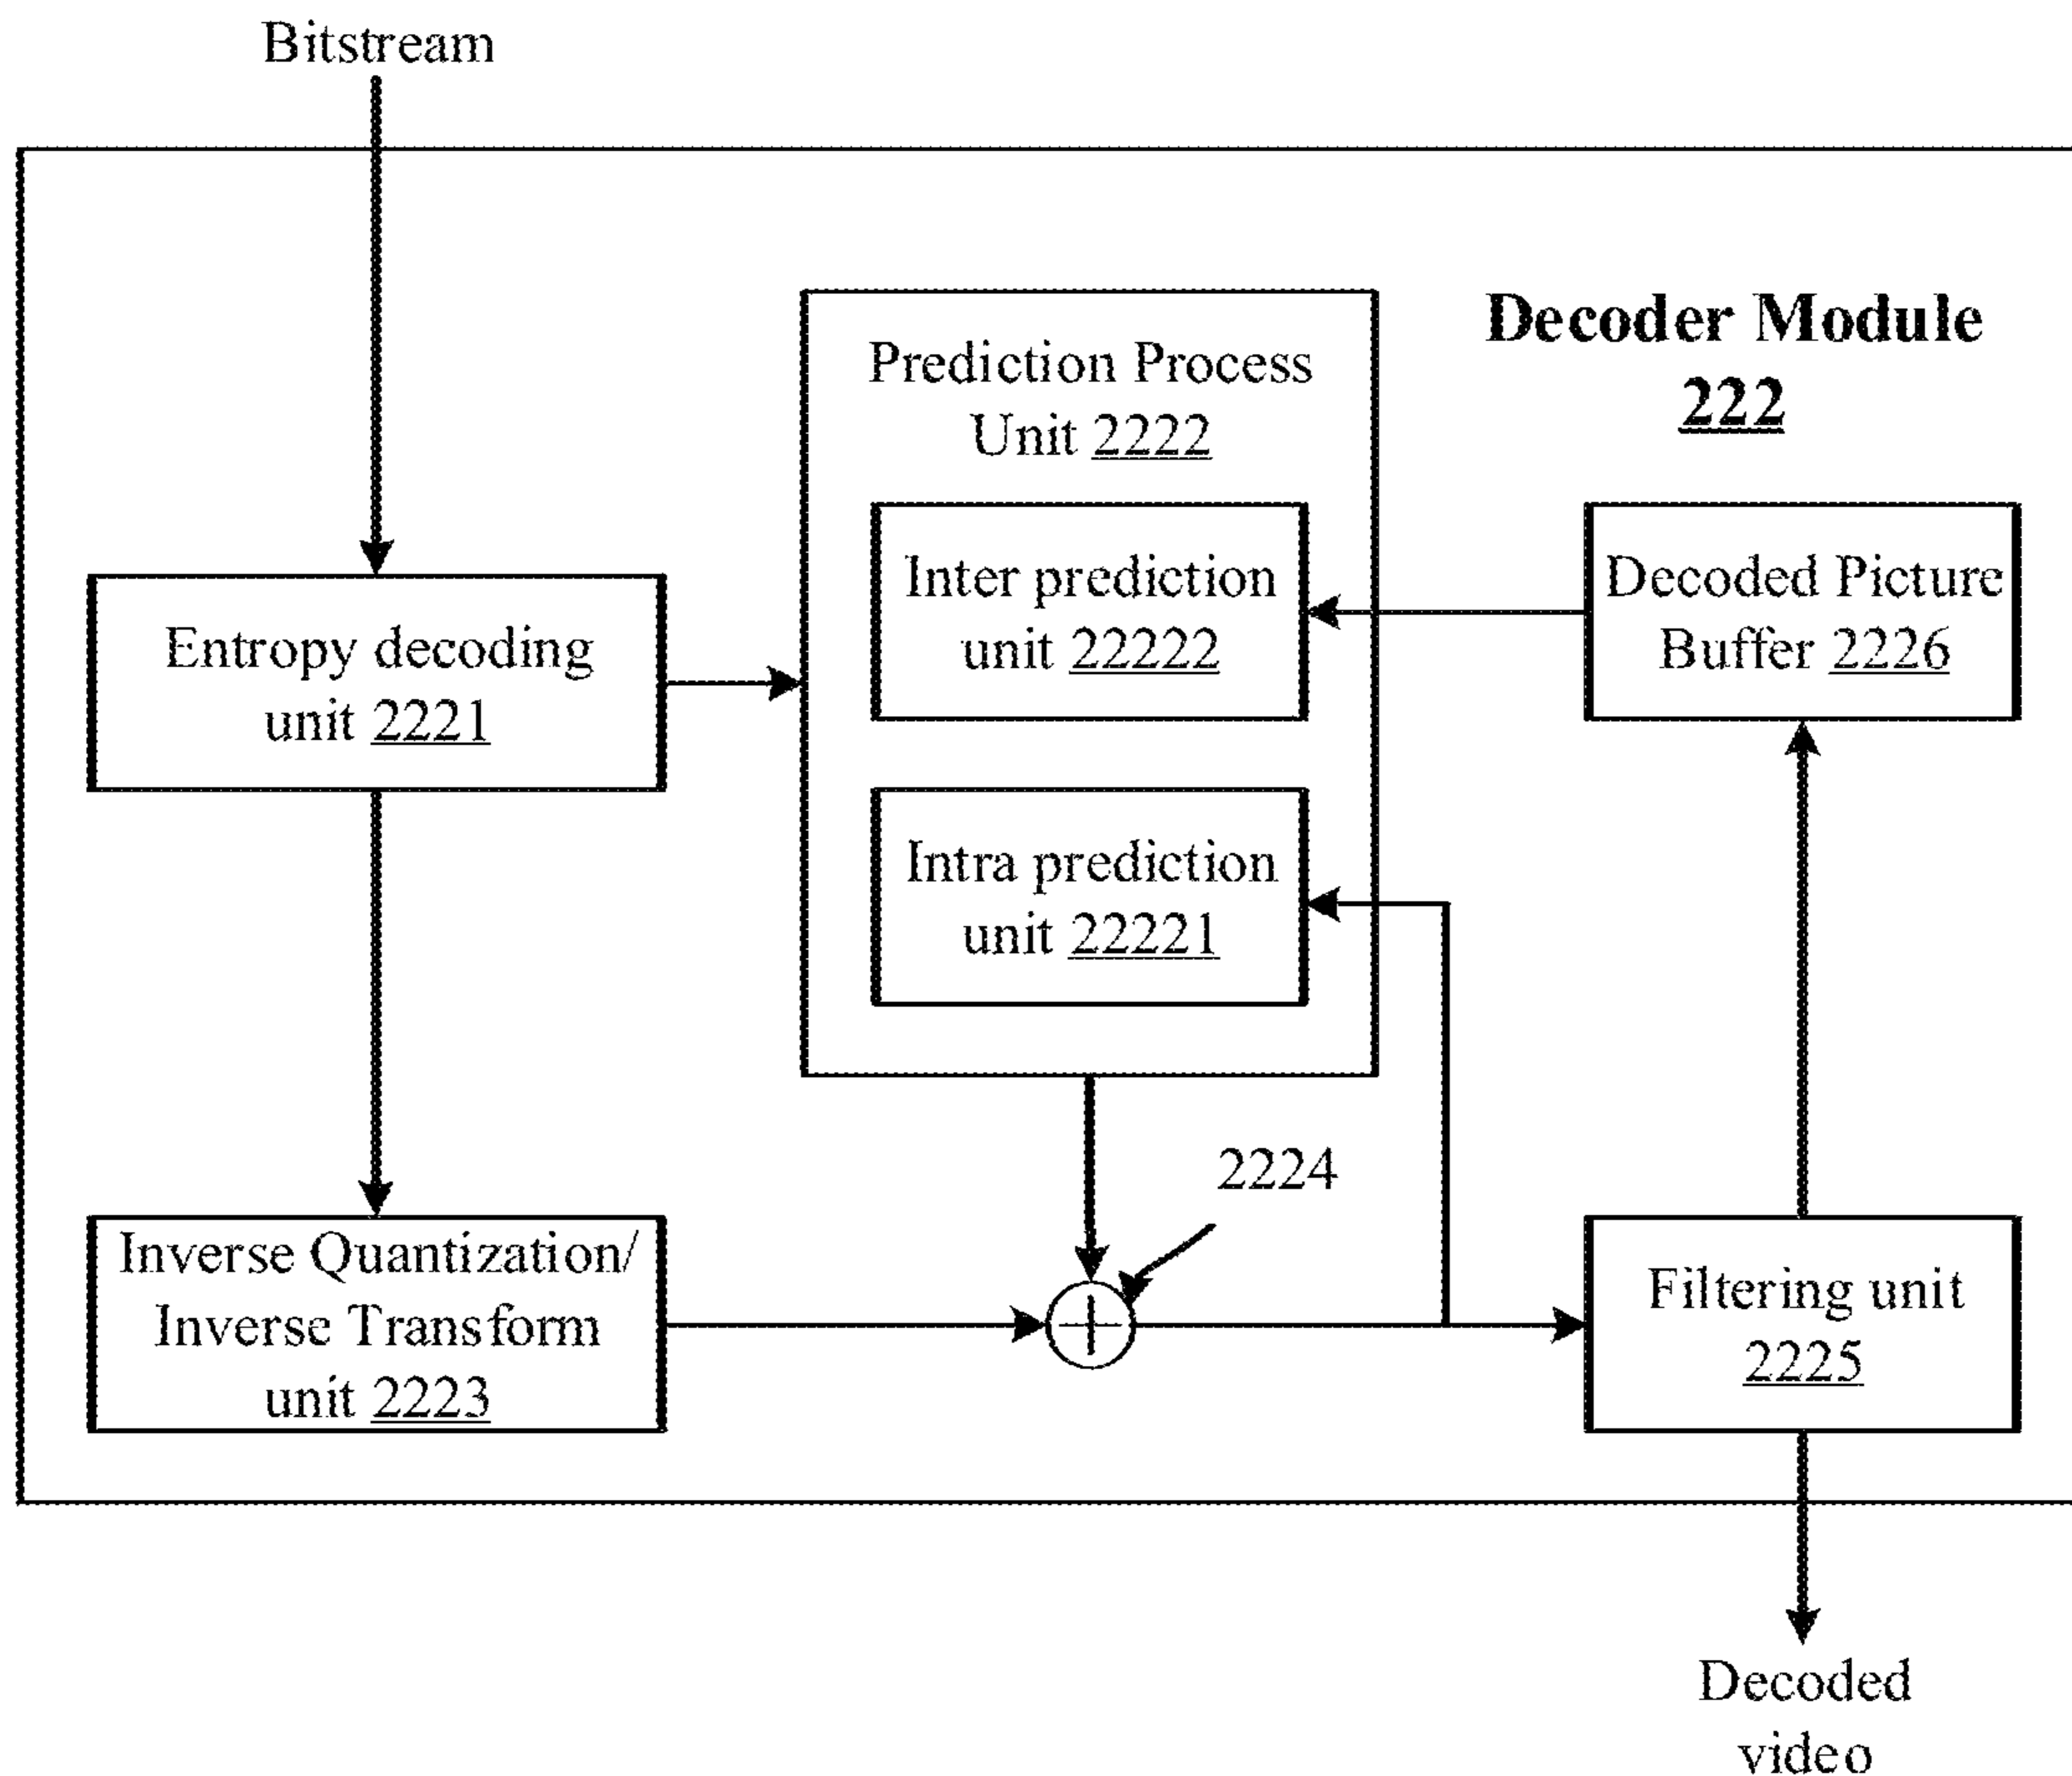 Bitstream
Decoder Module
222
Prediction Process
Unit 2222
Inter prediction
unit 22222
Decoded Picture
Buffer 2226
Entropy decoding
unit 2221
Intra prediction
unit 22221
2224
Inverse Quantization/
Inverse Transform
unit 2223
Filtering unit
2225
Decoded
video